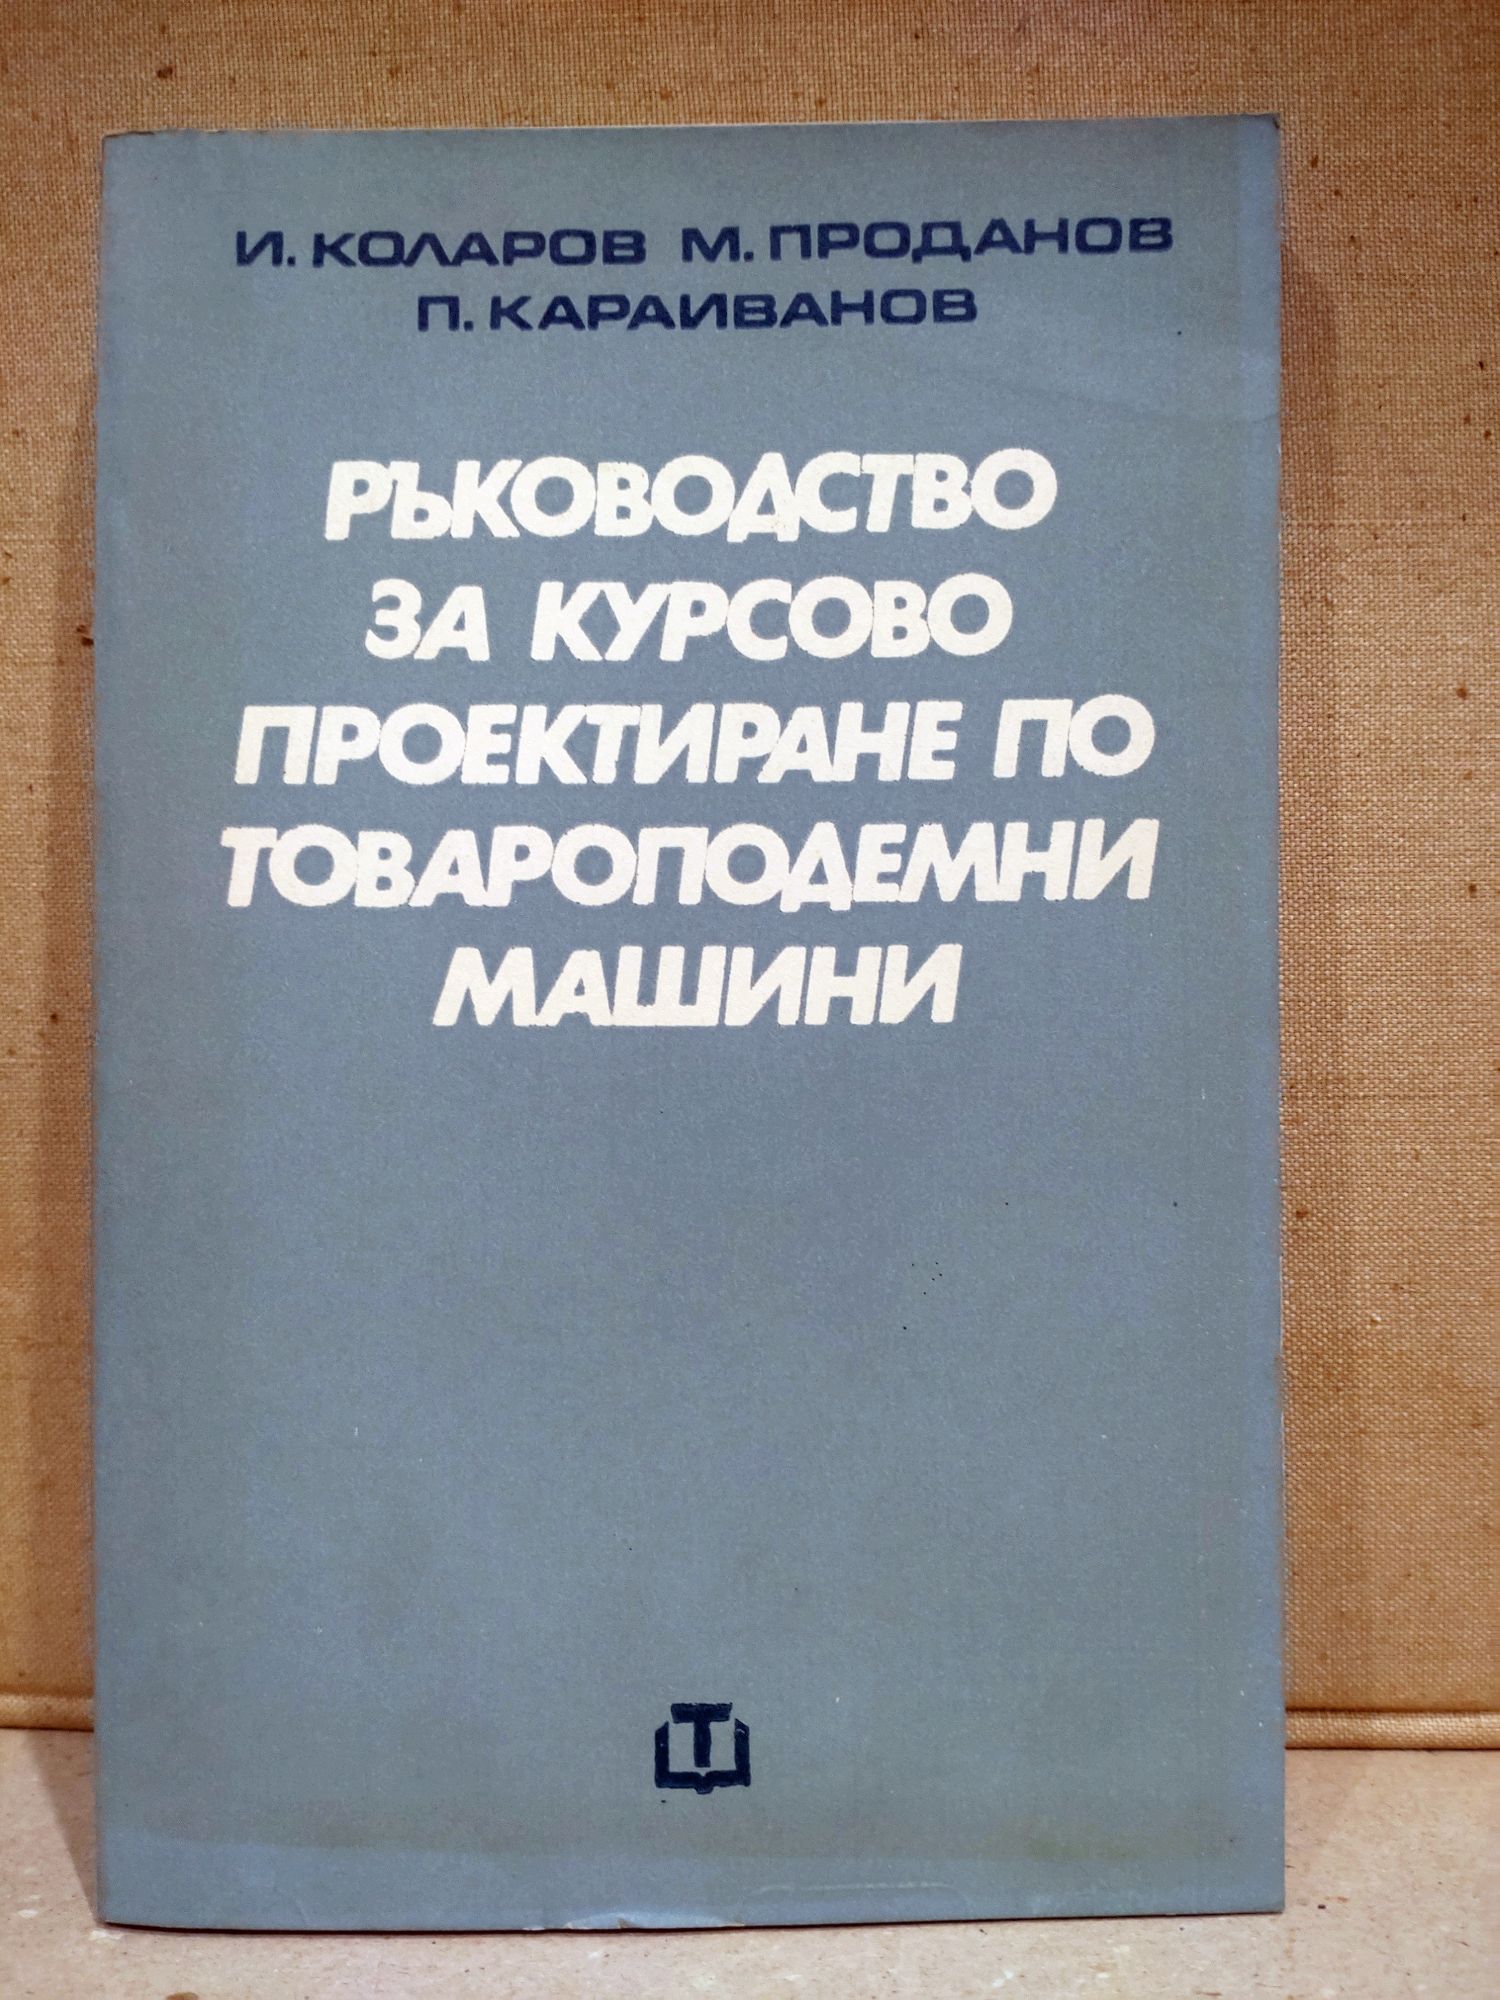 И. КОЛАРОВ М. ПРОДАНОВ
П. КАРАИВАНОВ
РЪКОВОДСТВО
ЗА КУРСОВО
ПРОЕКТИРАНЕ ПО
ТОВАРОПОДЕМНИ
МАШИНИ
Т